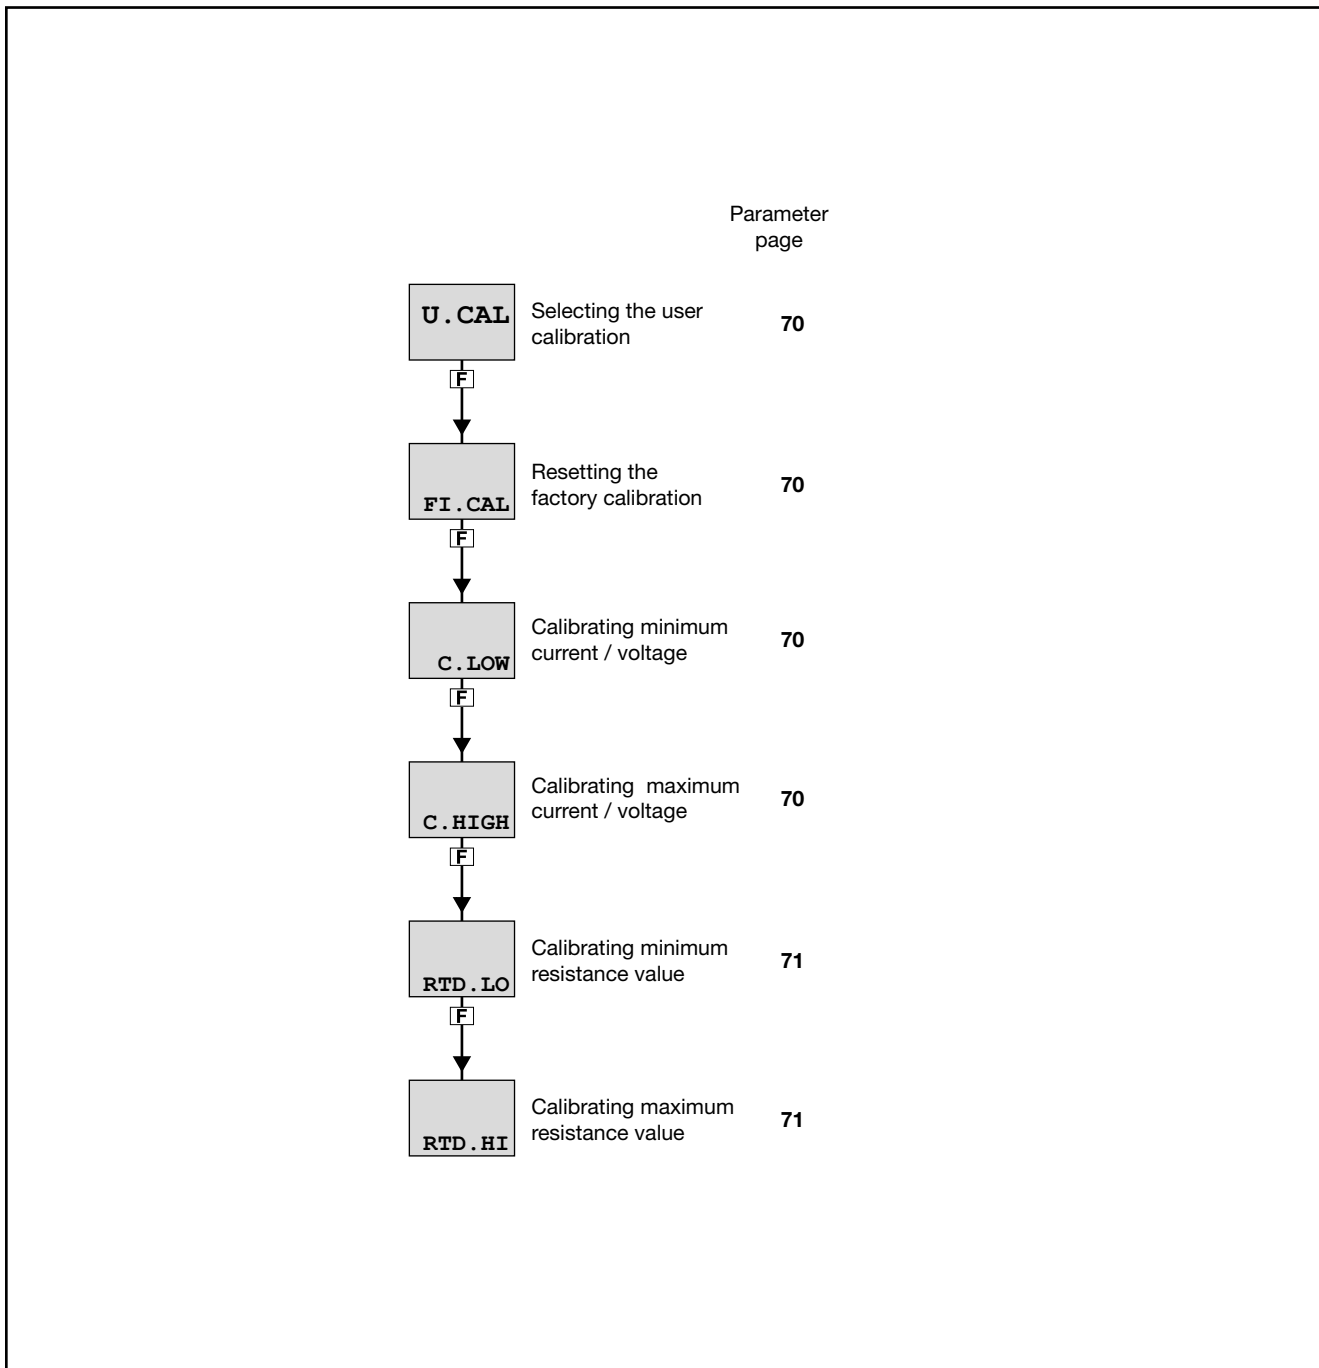 Parameter
page
U.CAL
Selecting the user
calibration
70
F
FI.CAL
Resetting the
factory calibration
70
F
C.LOW
Calibrating minimum
current / voltage
70
F
C.HIGH
Calibrating  maximum
current / voltage
70
F
RTD.LO
Calibrating minimum
resistance value
71
F
RTD.HI
Calibrating maximum
resistance value
71